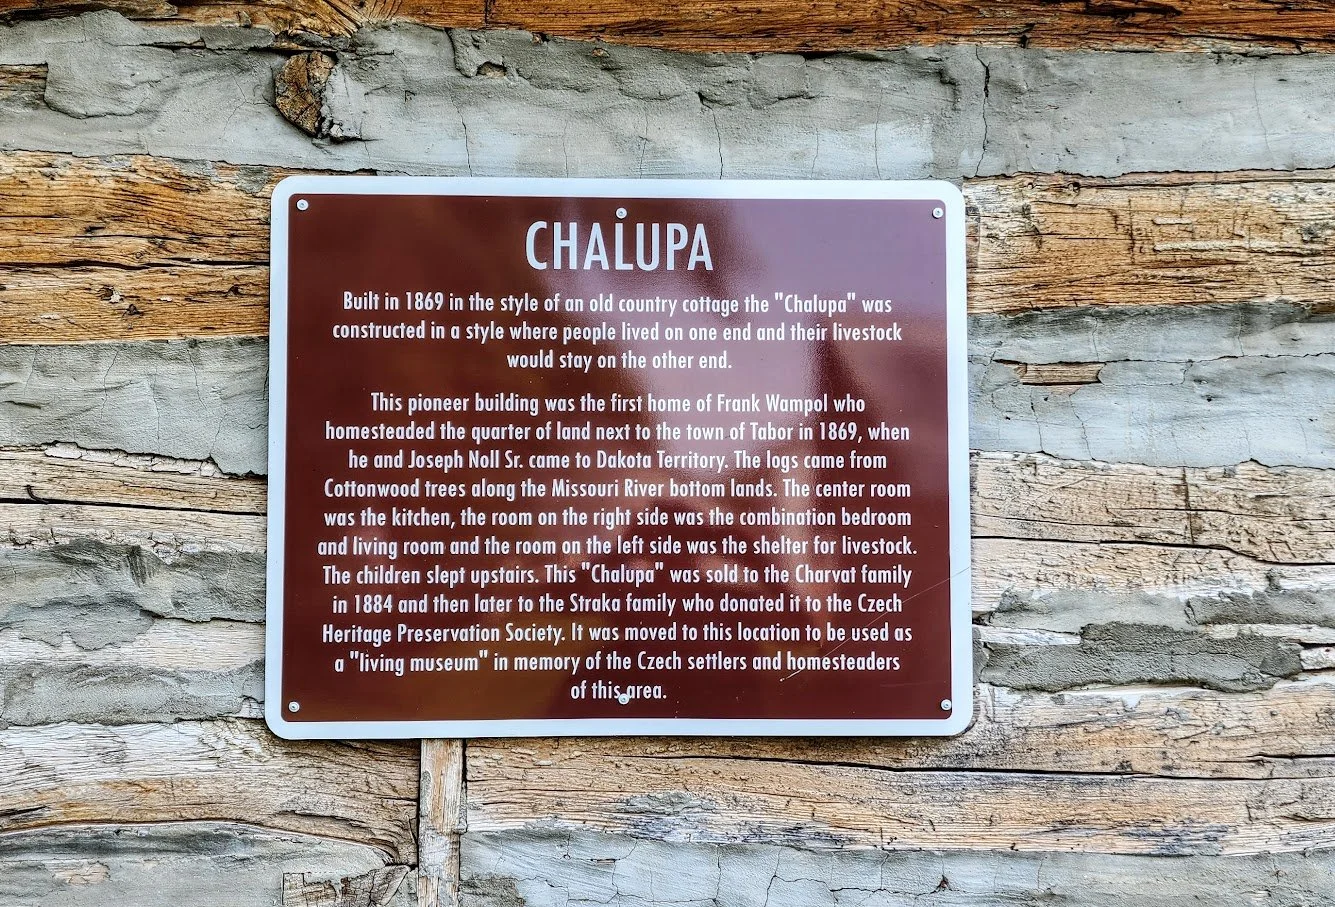 CHALUPA
Built in 1869 in the style of an old country cottage the "Chalupa" was
constructed in a style where people lived on one end and their livestock
would stay on the other end.
This pioneer building was the first home of Frank Wampol who
homesteaded the quarter of land next to the town of Tabor in 1869, when
he and Joseph Noll Sr. came to Dakota Territory. The logs came from
Cottonwood trees along the Missouri River bottom lands. The center room
was the kitchen, the room on the right side was the combination bedroom
and living room and the room on the left side was the shelter for livestock.
The children slept upstairs. This "Chalupa" was sold to the Charvat family
in 1884 and then later to the Straka family who donated it to the Czech
Heritage Preservation Society. It was moved to this location to be used as
a "living museum" in memory of the Czech settlers and homesteaders
of this area.